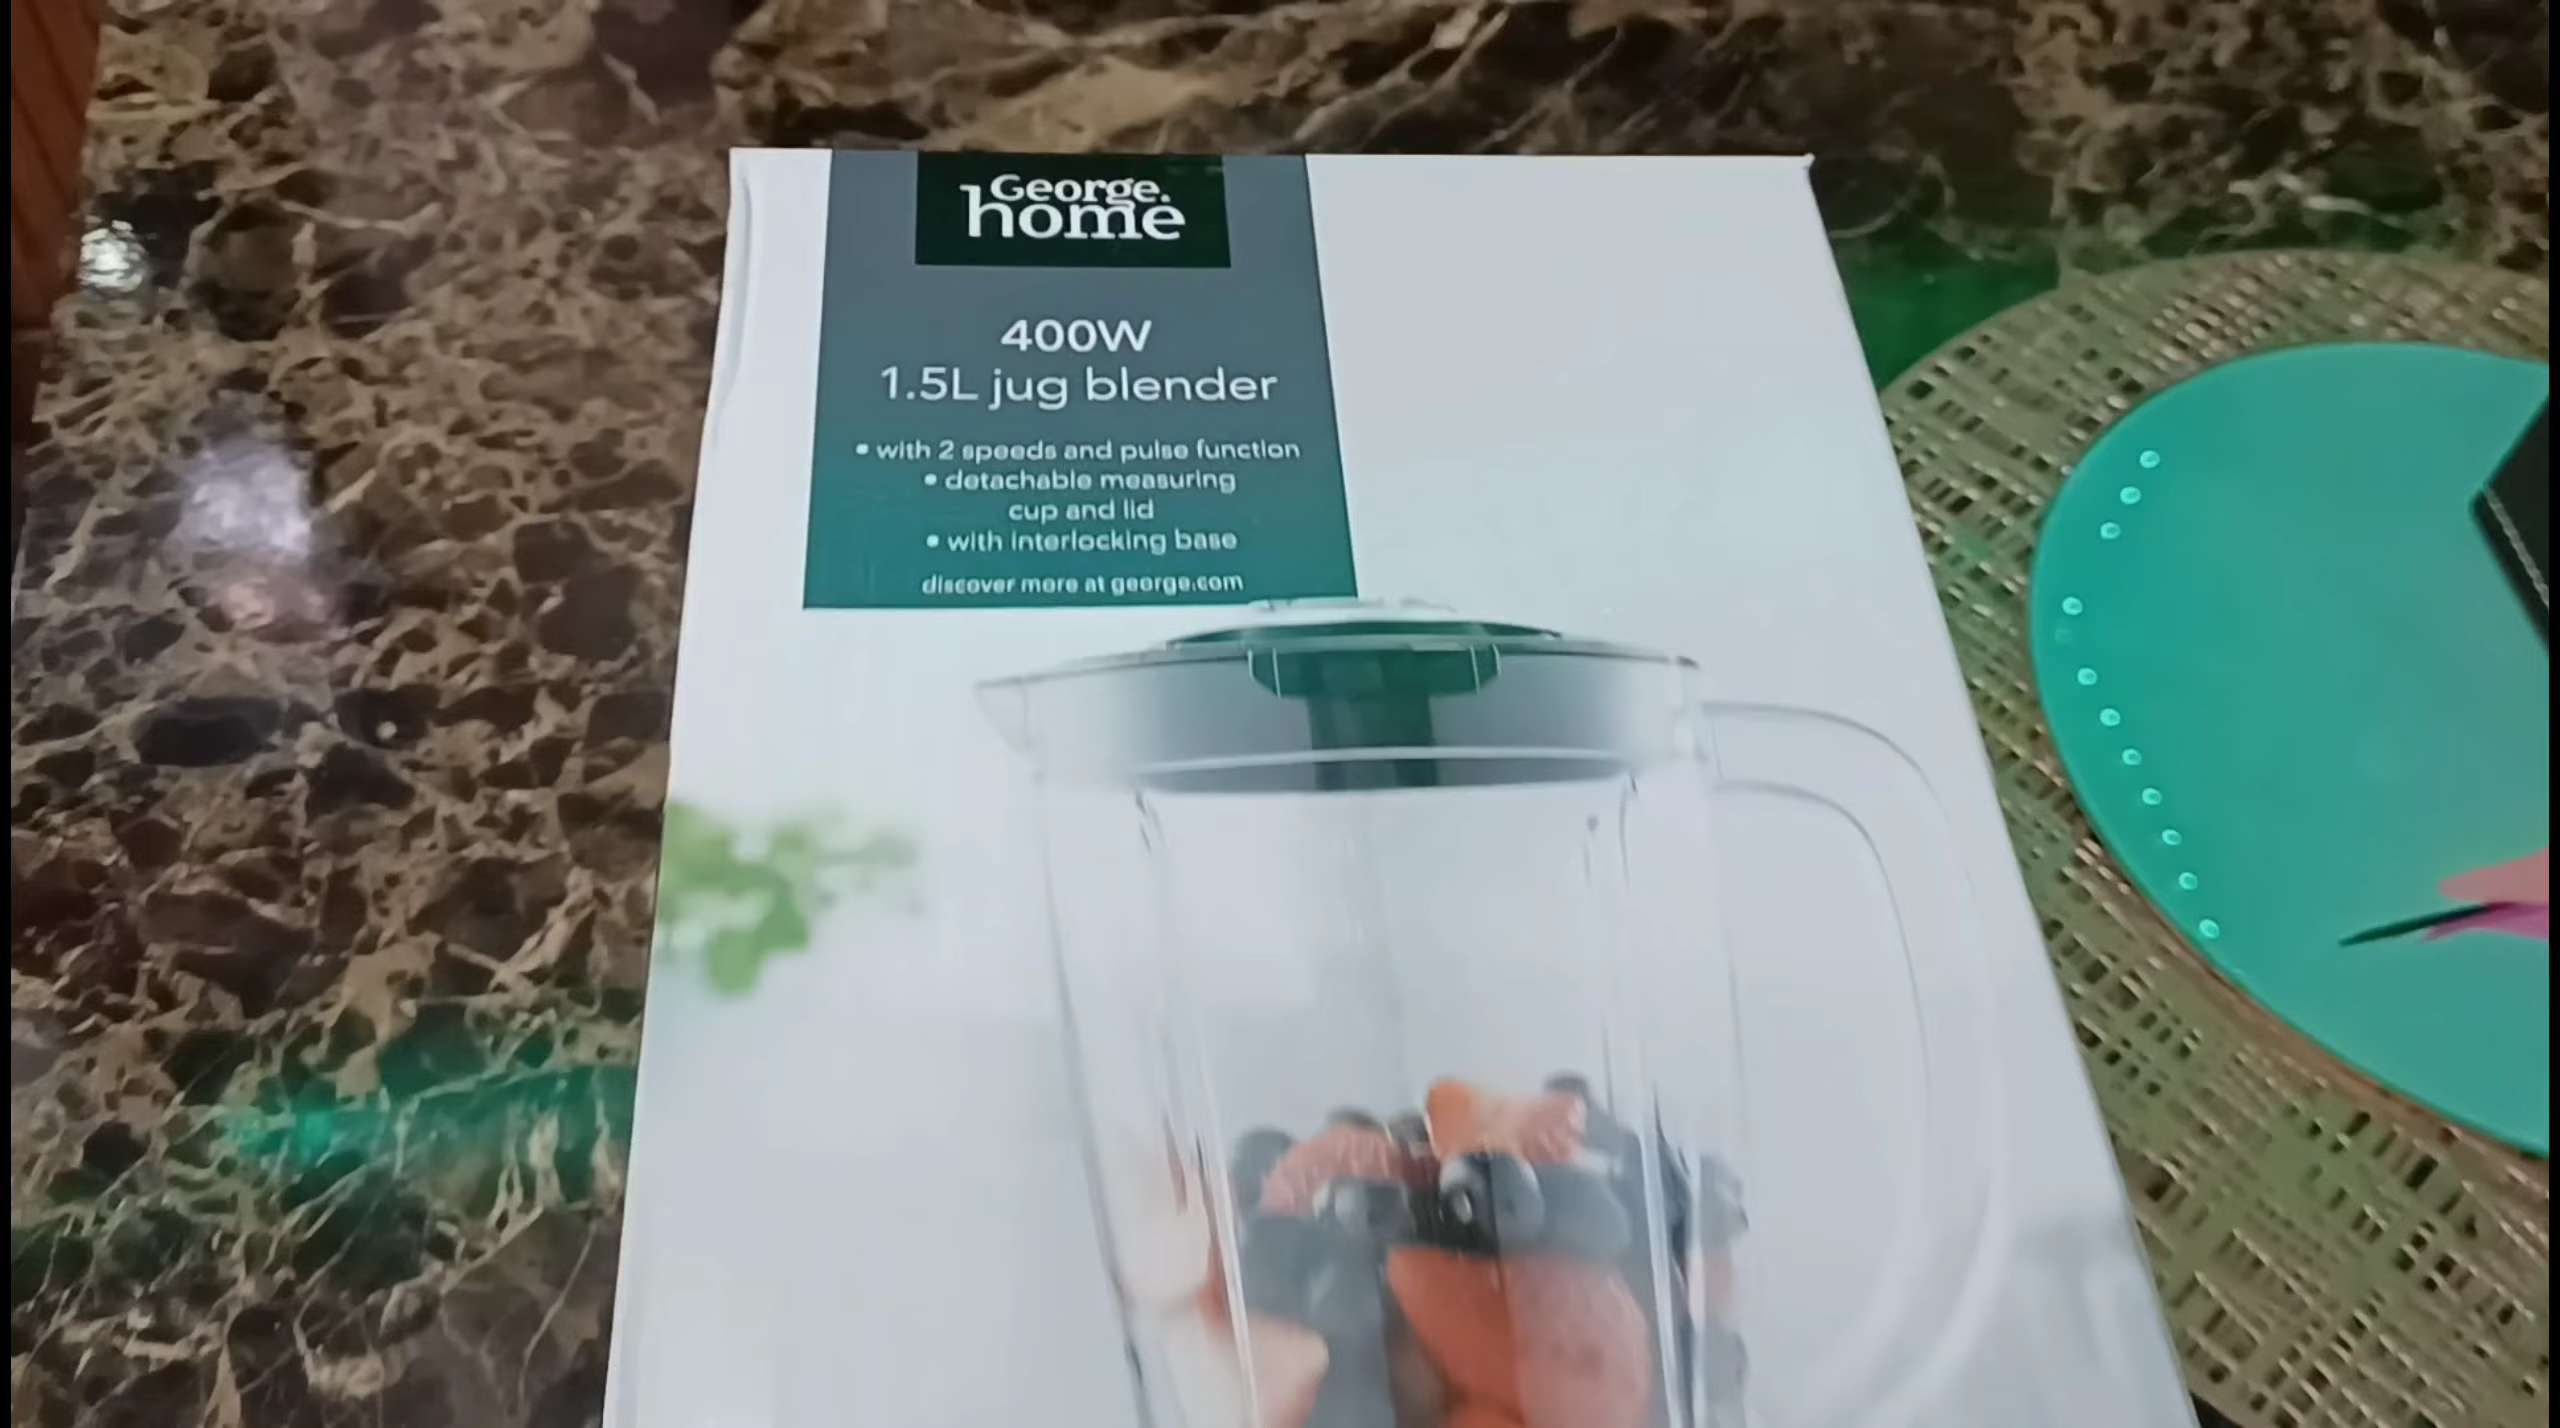 George.
home
400W
1.5L jug blender
• with 2 speeds and pulse function
• detachable measuring
cup and lid
• with interlocking base
discover more at george.com